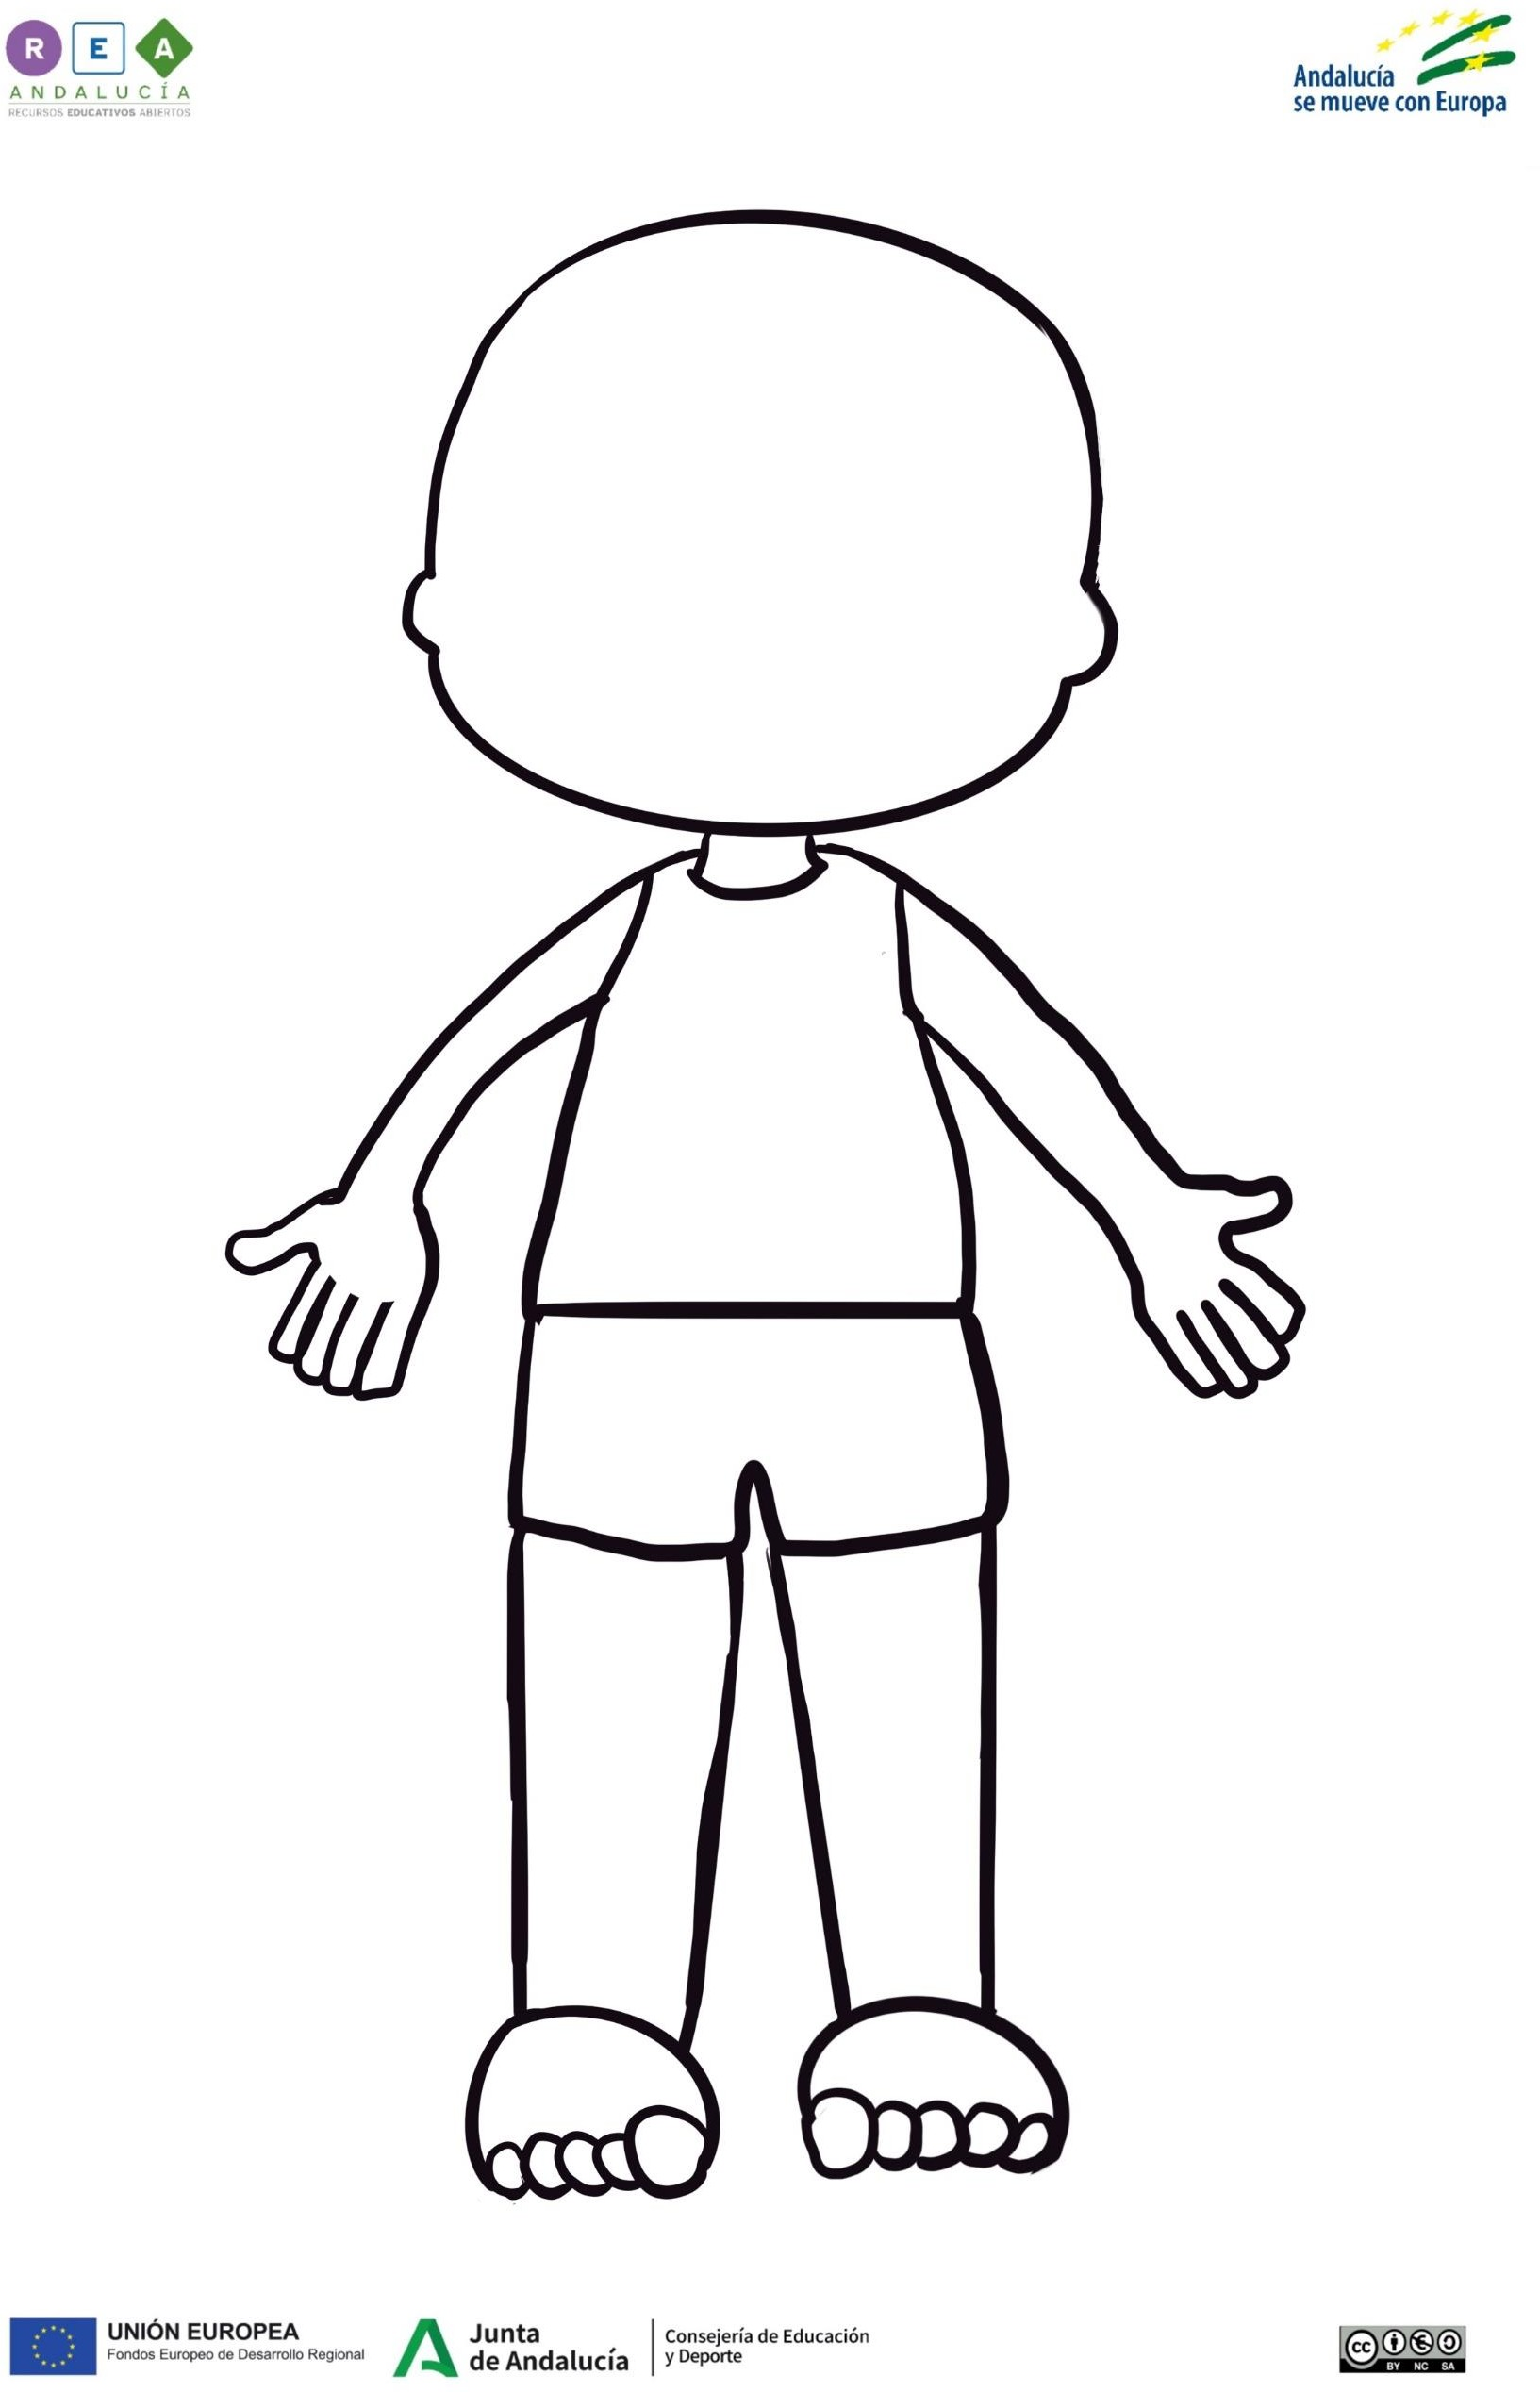 R E A
ANDALUCÍA
RECURSOS EDUCATIVOS ABIERTOS
Andalucía
se mueve con Europa
UNIÓN EUROPEA
Fondos Europeo de Desarrollo Regional
Junta
de Andalucía
Consejería de Educación
y Deporte
cc
BY NC SA